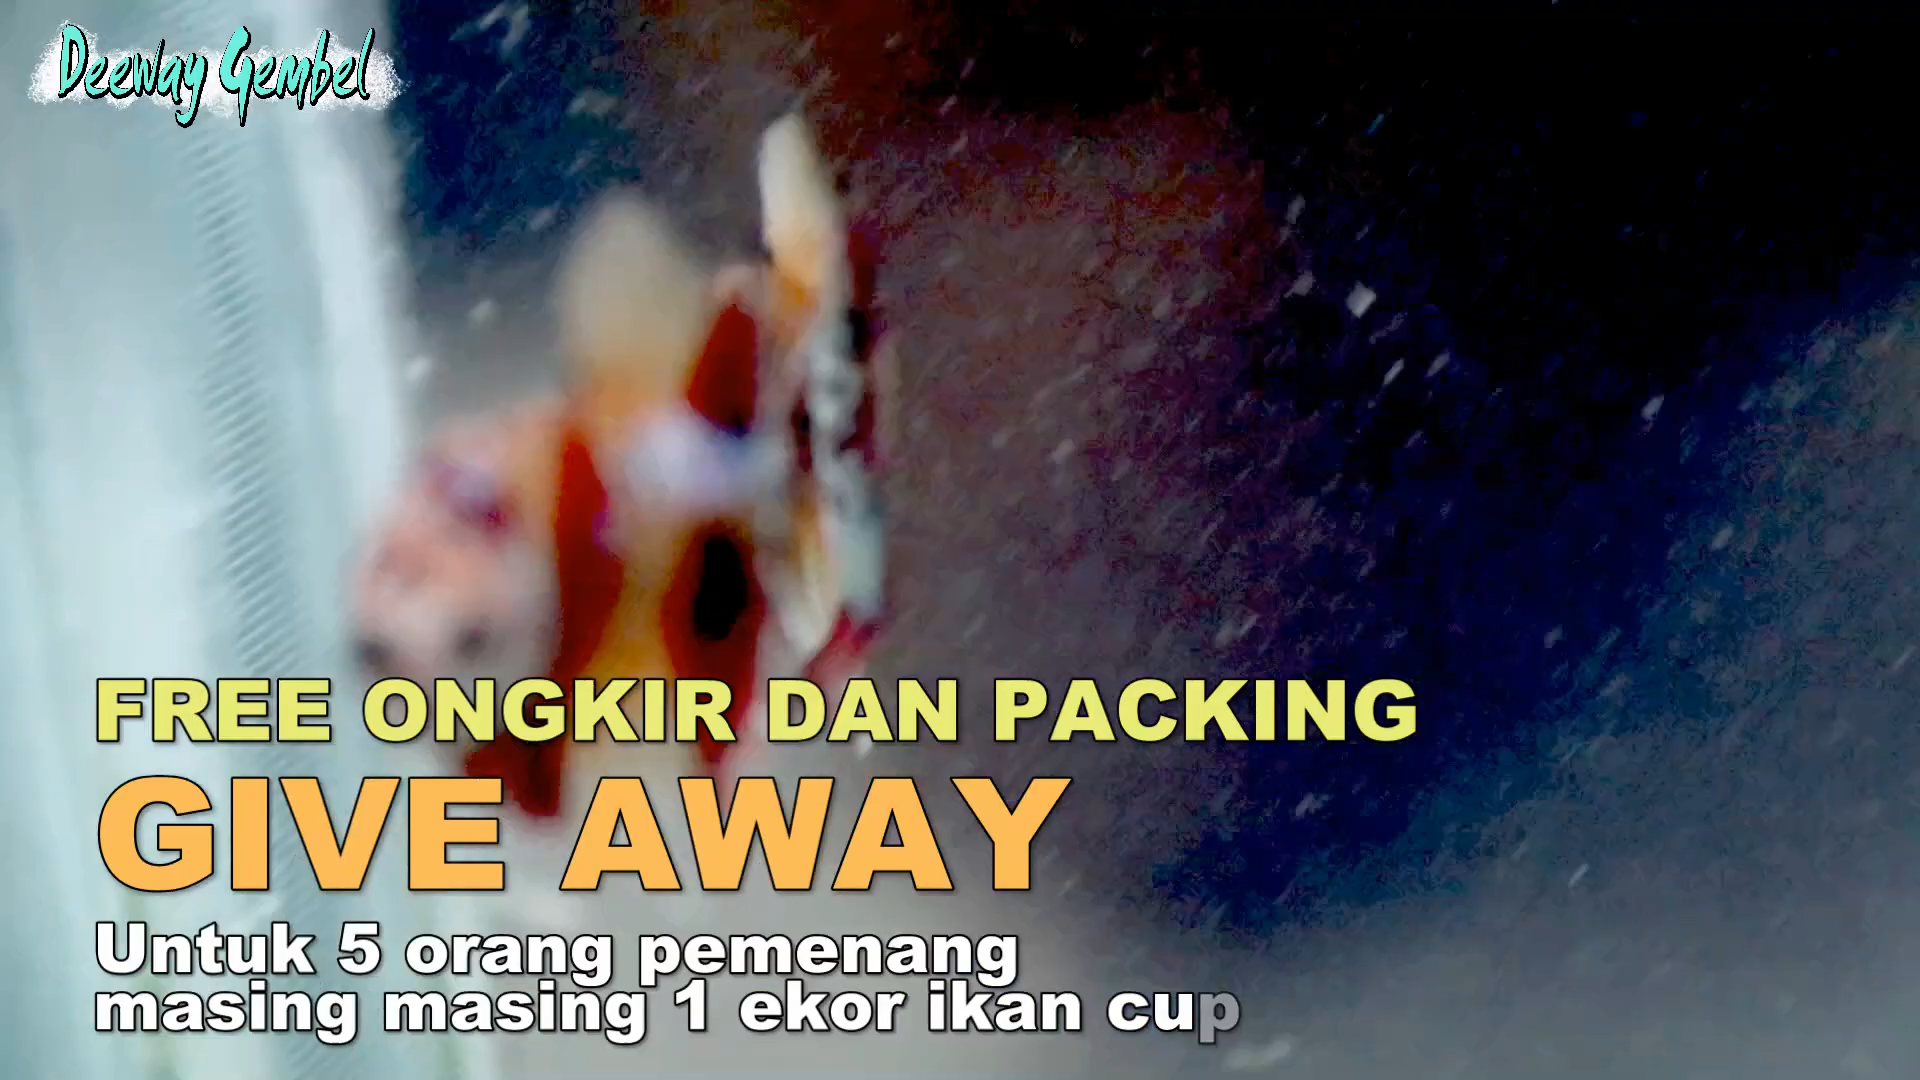 Deeway Gembel
FREE ONGKIR DAN PACKING
GIVE AWAY
Untuk 5 orang pemenang
masing masing 1 ekor ikan cup